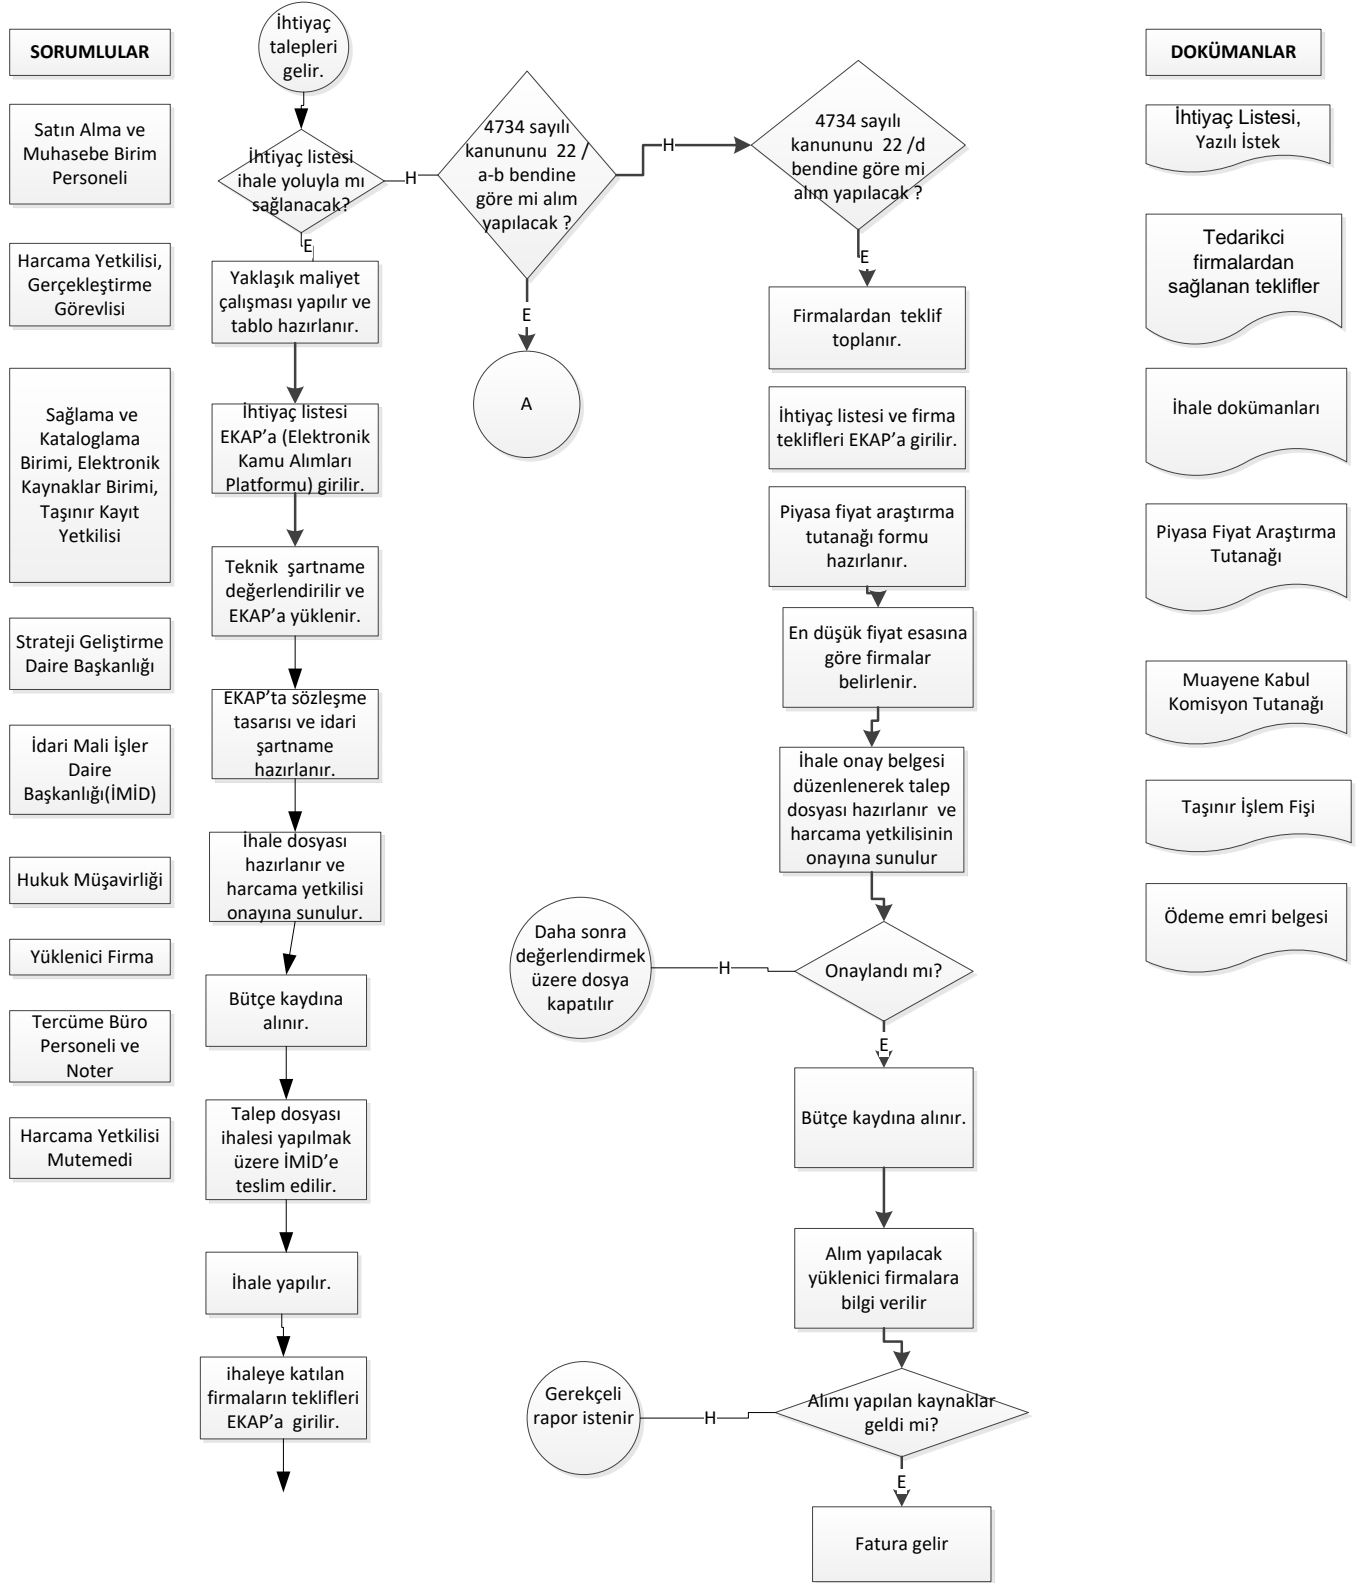 SORUMLULAR
Satın Alma ve
Muhasebe Birim
Personeli
Harcama Yetkilisi,
Gerçekleştirme
Görevlisi
Sağlama ve
Kataloglama
Birimi, Elektronik
Kaynaklar Birimi,
Taşınır Kayıt
Yetkilisi
Strateji Geliştirme
Daire Başkanlığı
İdari Mali İşler
Daire
Başkanlığı(İMİD)
Hukuk Müşavirliği
Yüklenici Firma
Tercüme Büro
Personeli ve
Noter
Harcama Yetkilisi
Mutemedi
İhtiyaç
talepleri
gelir.
İhtiyaç listesi
ihale yoluyla mı
sağlanacak?
H
E
Yaklaşık maliyet
çalışması yapılır ve
tablo hazırlanır.
İhtiyaç listesi
EKAP’a (Elektronik
Kamu Alımları
Platformu) girilir.
Teknik şartname
değerlendirilir ve
EKAP’a yüklenir.
EKAP’ta sözleşme
tasarısı ve idari
şartname
hazırlanır.
İhale dosyası
hazırlanır ve
harcama yetkilisi
onayına sunulur.
Bütçe kaydına
alınır.
Talep dosyası
ihalesi yapılmak
üzere İMİD’e
teslim edilir.
İhale yapılır.
ihaleye katılan
firmaların teklifleri
EKAP’a girilir.
4734 sayılı
kanununu 22 /
a-b bendine
göre mi alım
yapılacak ?
H
E
A
4734 sayılı
kanununu 22 /d
bendine göre mi
alım yapılacak ?
E
Firmalardan teklif
toplanır.
İhtiyaç listesi ve firma
teklifleri EKAP’a girilir.
Piyasa fiyat araştırma
tutanağı formu
hazırlanır.
En düşük fiyat esasına
göre firmalar
belirlenir.
İhale onay belgesi
düzenlenerek talep
dosyası hazırlanır ve
harcama yetkilisinin
onayına sunulur
Onaylandı mı?
H
Daha sonra
değerlendirmek
üzere dosya
kapatılır
E
Bütçe kaydına alınır.
Alım yapılacak
yüklenici firmalara
bilgi verilir
Alımı yapılan kaynaklar
geldi mi?
H
Gerekçeli
rapor istenir
E
Fatura gelir
DOKÜMANLAR
İhtiyaç Listesi,
Yazılı İstek
Tedarikci
firmalardan
sağlanan teklifler
İhale dokümanları
Piyasa Fiyat Araştırma
Tutanağı
Muayene Kabul
Komisyon Tutanağı
Taşınır İşlem Fişi
Ödeme emri belgesi